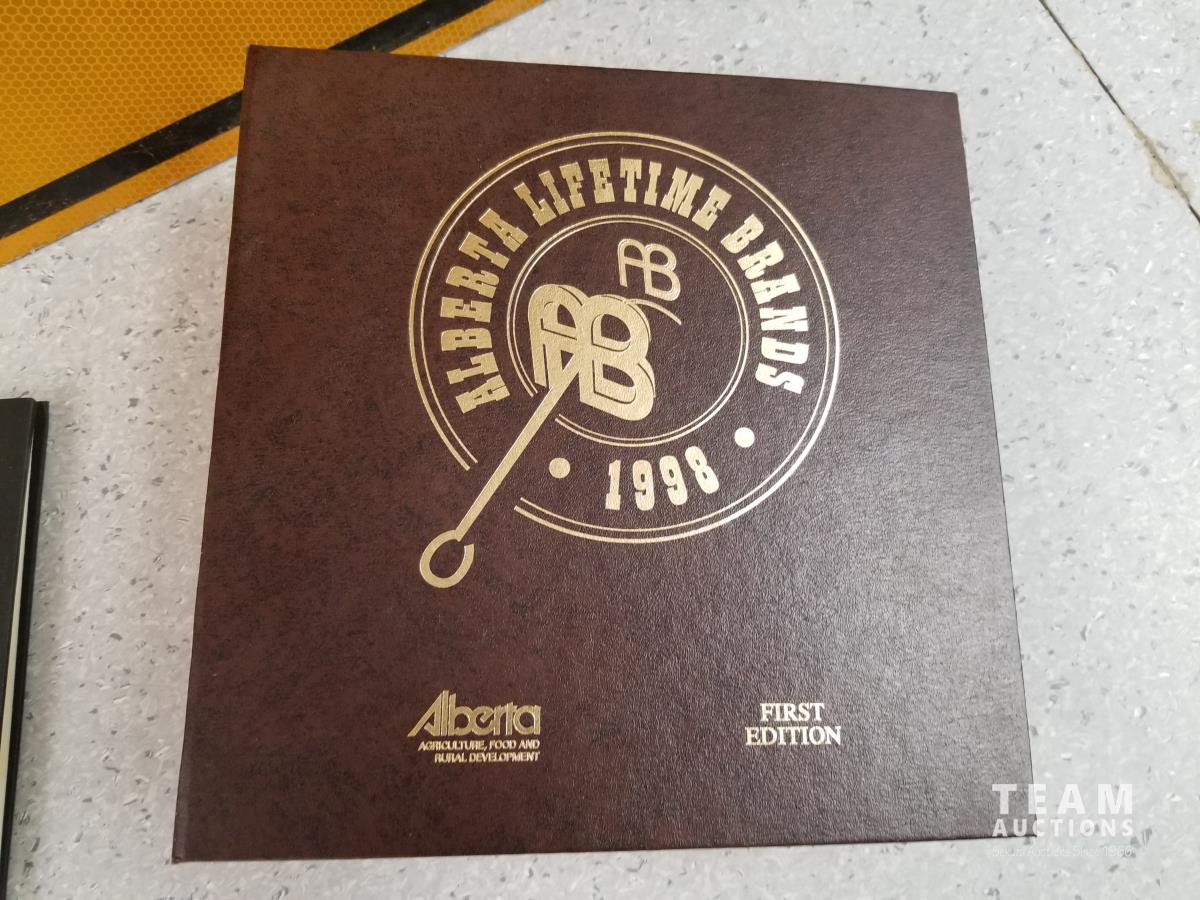 ALBERTA LIFETIME BRANDS
AB
AB
1998
Alberta
AGRICULTURE, FOOD AND
RURAL DEVELOPMENT
FIRST
EDITION
TEAM
AUCTIONS